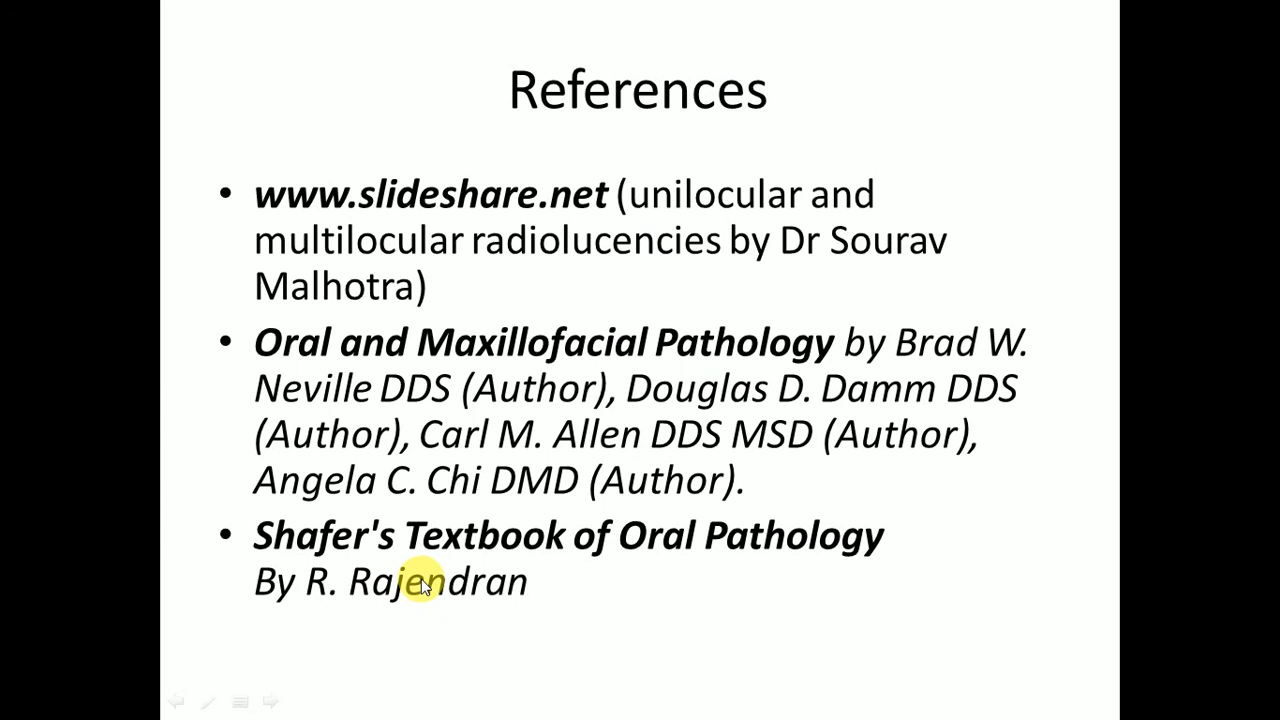 References
• www.slideshare.net (unilocular and
multilocular radiolucencies by Dr Sourav
Malhotra)
• Oral and Maxillofacial Pathology by Brad W.
Neville DDS (Author), Douglas D. Damm DDS
(Author), Carl M. Allen DDS MSD (Author),
Angela C. Chi DMD (Author).
• Shafer's Textbook of Oral Pathology
By R. Rajendran